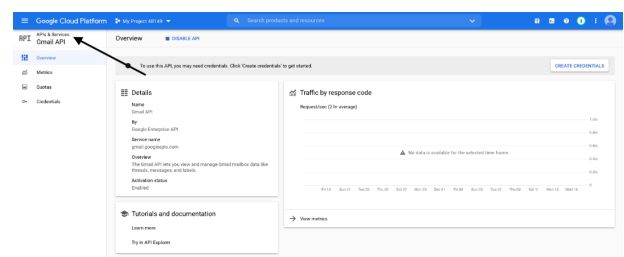 Google Cloud Platform
My Project 48149
Search products and resources
API
APIs & Services
Gmail API
Overview
DISABLE API
Overview
Metrics
Quotas
Credentials
To use this API, you may need credentials. Click 'Create credentials' to get started.
CREATE CREDENTIALS
Details
Name
Gmail API
By
Google Enterprise API
Service name
gmail.googleapis.com
Overview
The Gmail API lets you view and manage Gmail mailbox data like
threads, messages, and labels.
Activation status
Enabled
Tutorials and documentation
Learn more
Try in API Explorer
Traffic by response code
Request/sec (2 hr average)
No data is available for the selected time frame.
View metrics